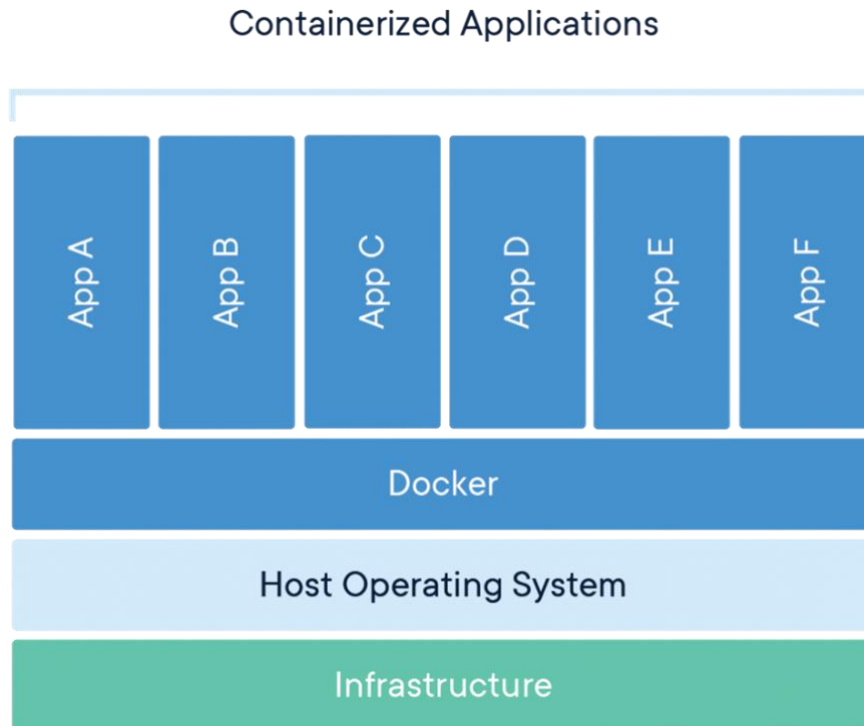 Containerized Applications
App A
App B
App C
App D
App E
App F
Docker
Host Operating System
Infrastructure